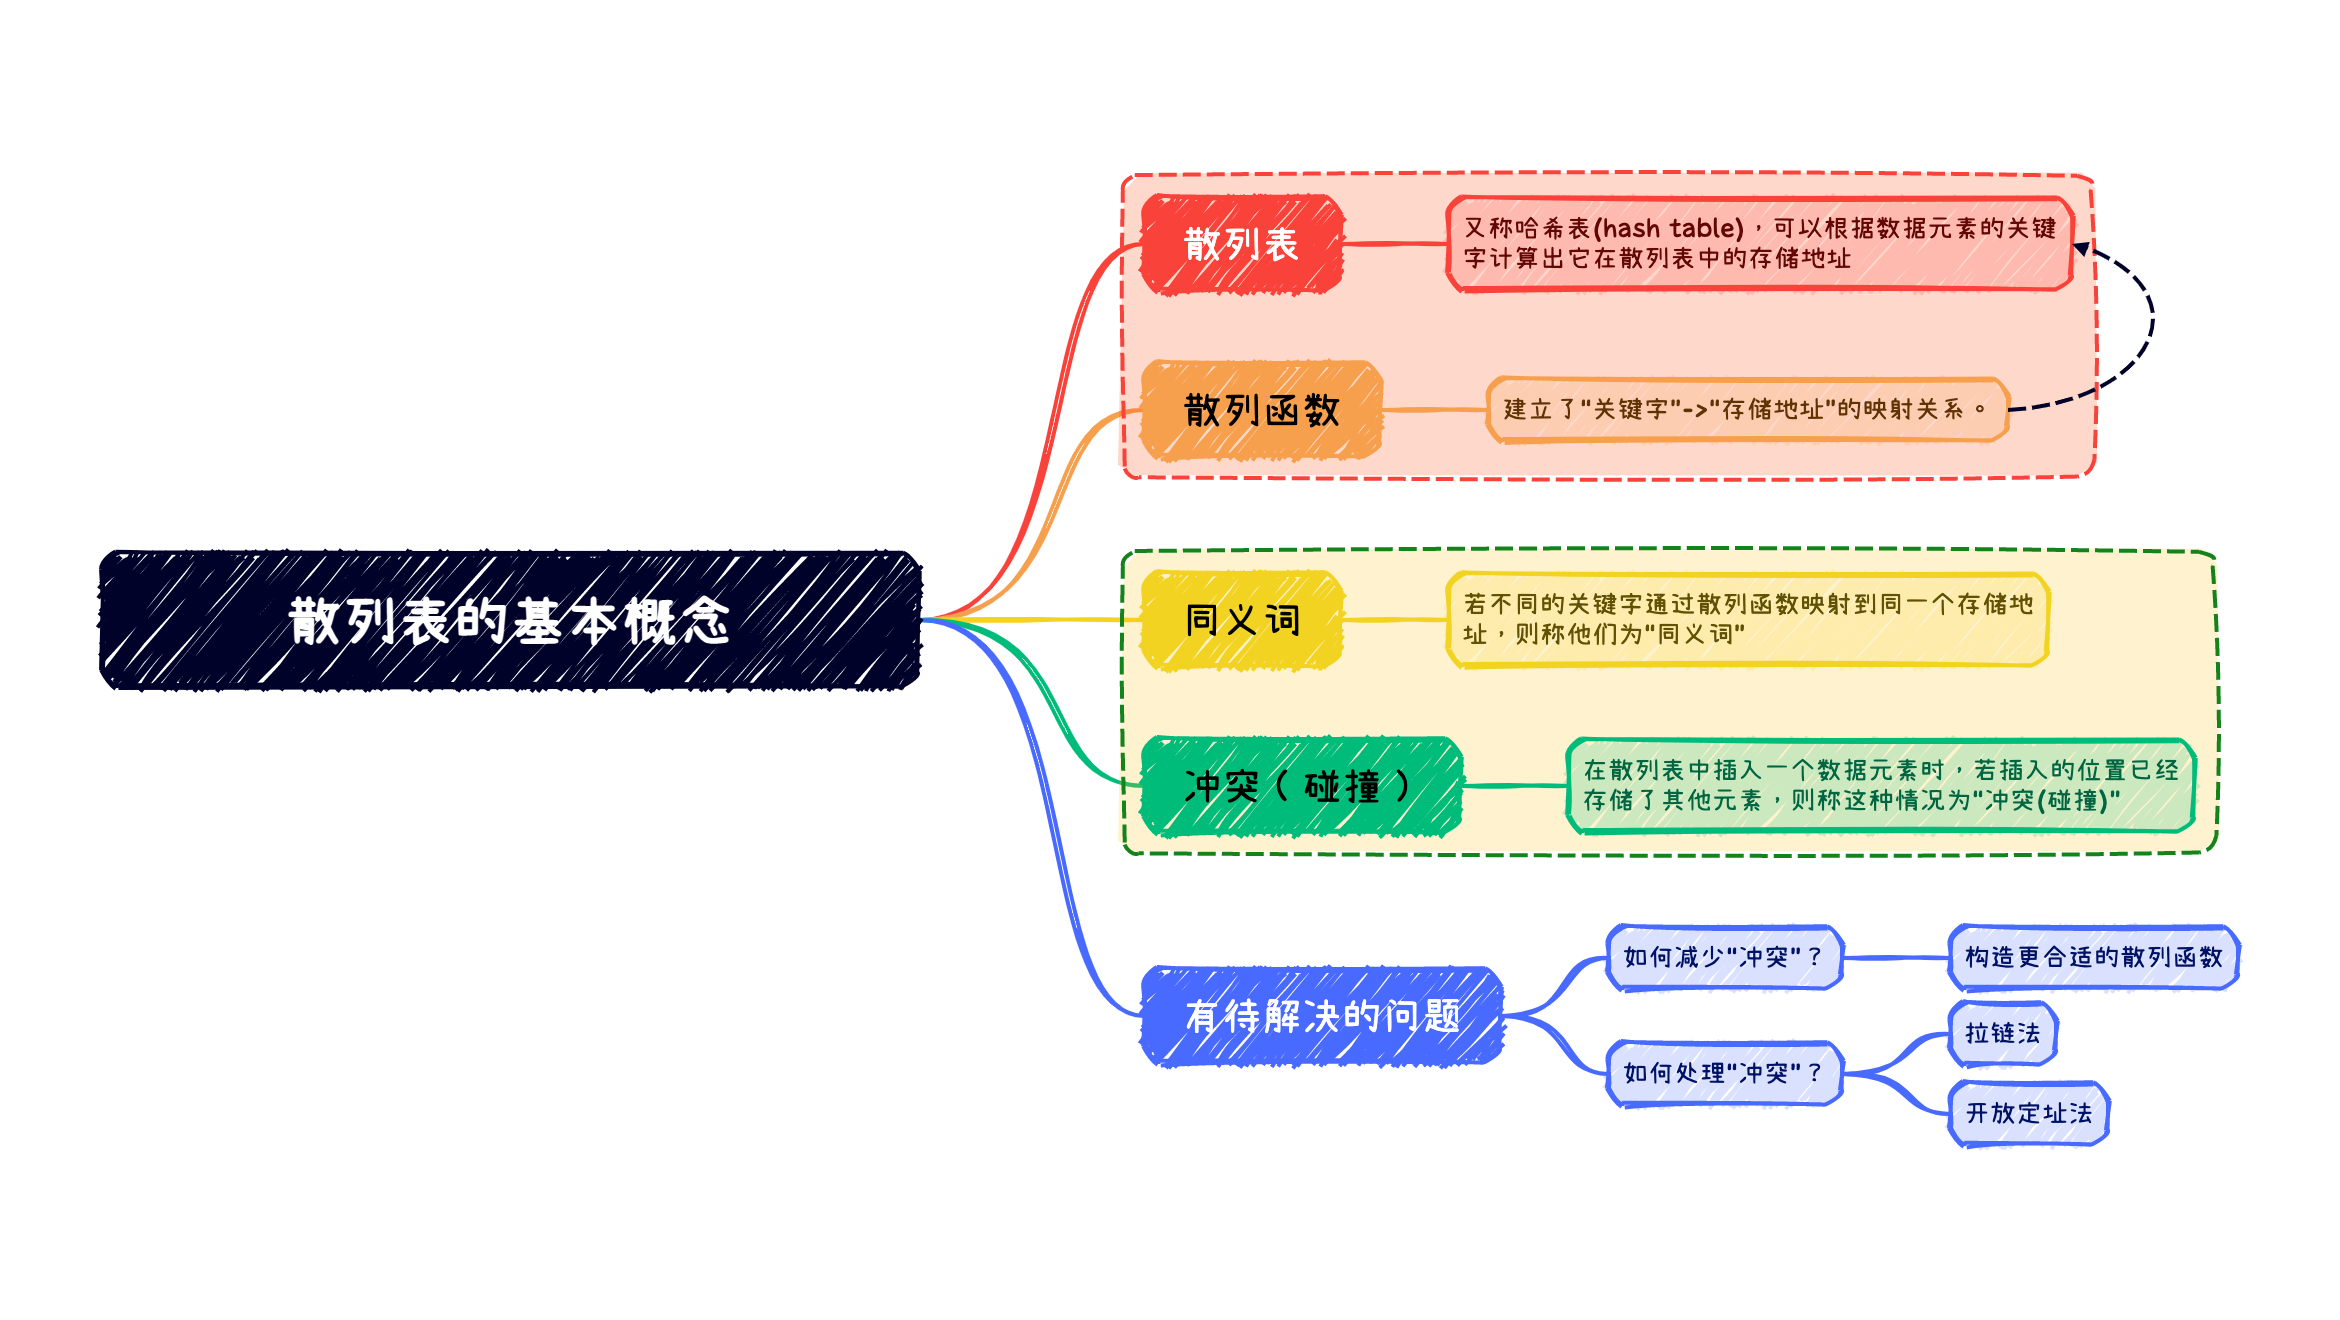 散列表的基本概念
散列表
又称哈希表(hash table)，可以根据数据元素的关键
字计算出它在散列表中的存储地址
散列函数
建立了"关键字"->"存储地址"的映射关系。
同义词
若不同的关键字通过散列函数映射到同一个存储地
址，则称他们为"同义词"
冲突（碰撞）
在散列表中插入一个数据元素时，若插入的位置已经
存储了其他元素，则称这种情况为"冲突(碰撞)"
有待解决的问题
如何减少"冲突"？
构造更合适的散列函数
如何处理"冲突"？
拉链法
开放定址法